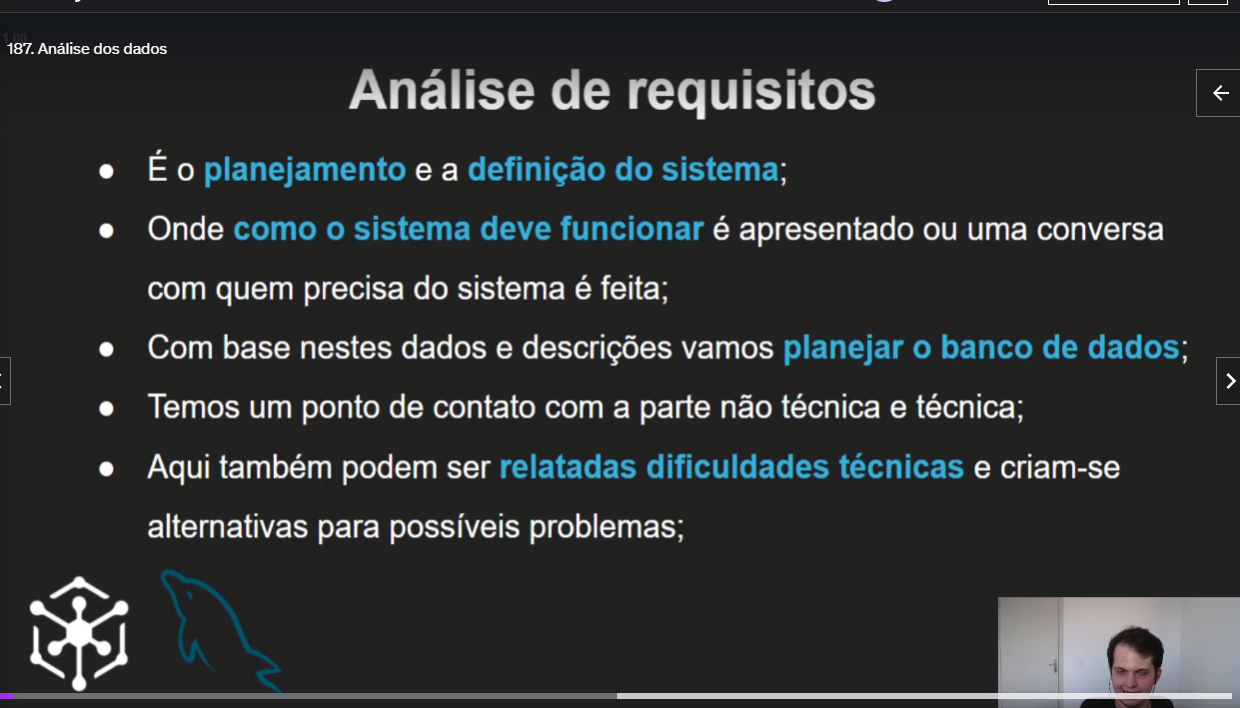 187. Análise dos dados
Análise de requisitos
● É o planejamento e a definição do sistema;
● Onde como o sistema deve funcionar é apresentado ou uma conversa
com quem precisa do sistema é feita;
● Com base nestes dados e descrições vamos planejar o banco de dados;
● Temos um ponto de contato com a parte não técnica e técnica;
● Aqui também podem ser relatadas dificuldades técnicas e criam-se
alternativas para possíveis problemas;